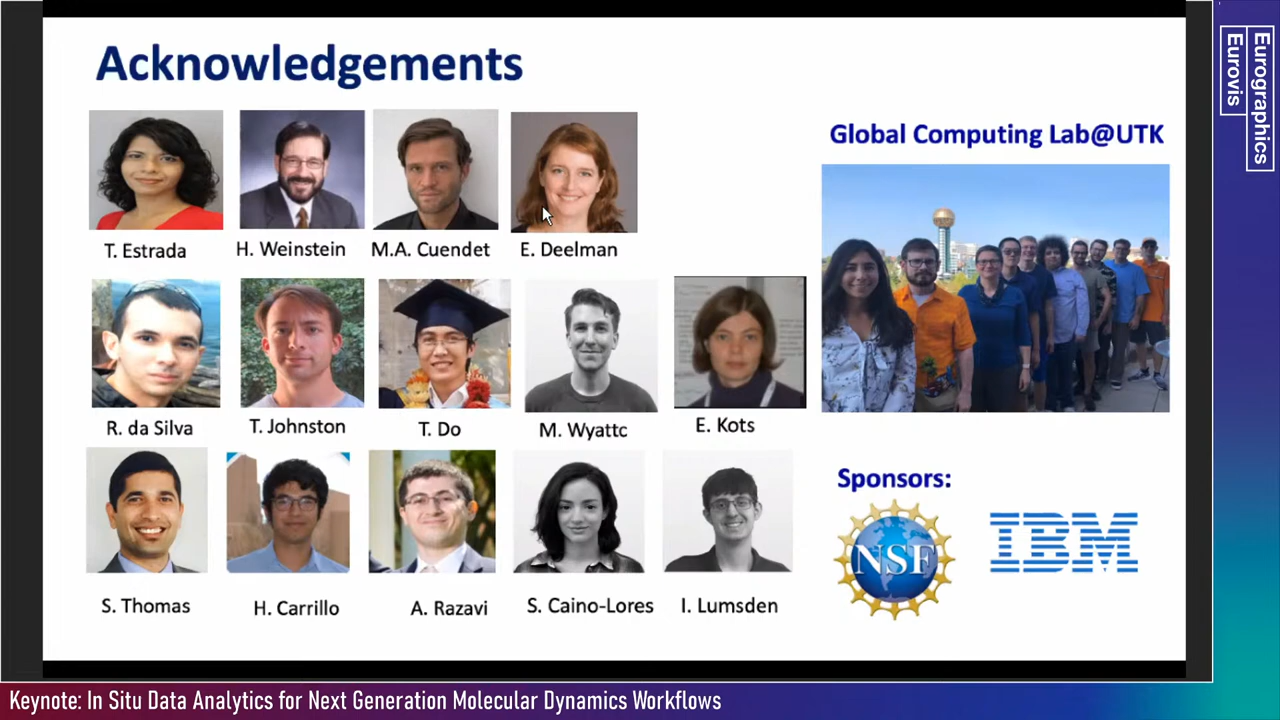 Acknowledgements
T. Estrada
H. Weinstein
M.A. Cuendet
E. Deelman
R. da Silva
T. Johnston
T. Do
M. Wyattc
E. Kots
S. Thomas
H. Carrillo
A. Razavi
S. Caino-Lores
I. Lumsden
Global Computing Lab@UTK
Sponsors:
NSF
IBM
Eurographics
Eurovis
Keynote: In Situ Data Analytics for Next Generation Molecular Dynamics Workflows